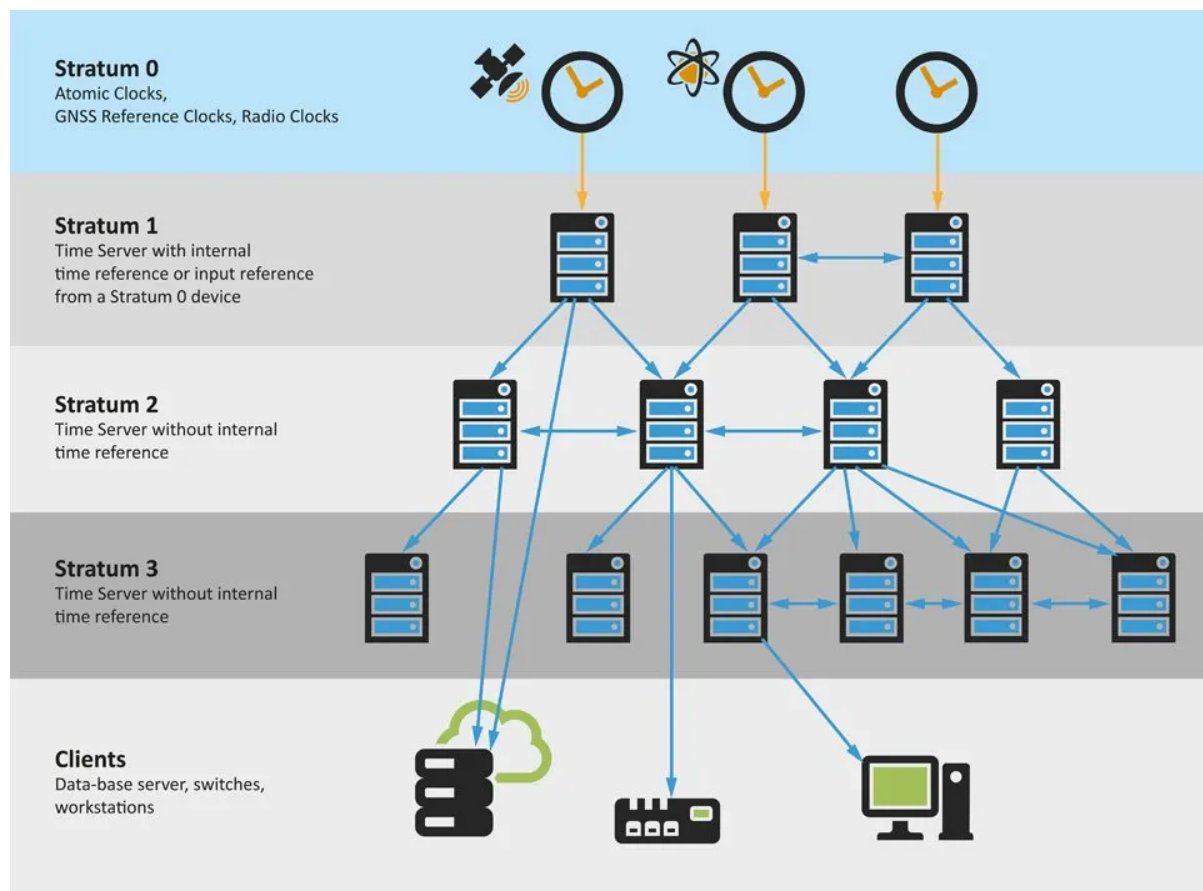 Stratum 0
Atomic Clocks,
GNSS Reference Clocks, Radio Clocks
Stratum 1
Time Server with internal
time reference or input reference
from a Stratum 0 device
Stratum 2
Time Server without internal
time reference
Stratum 3
Time Server without internal
time reference
Clients
Data-base server, switches,
workstations